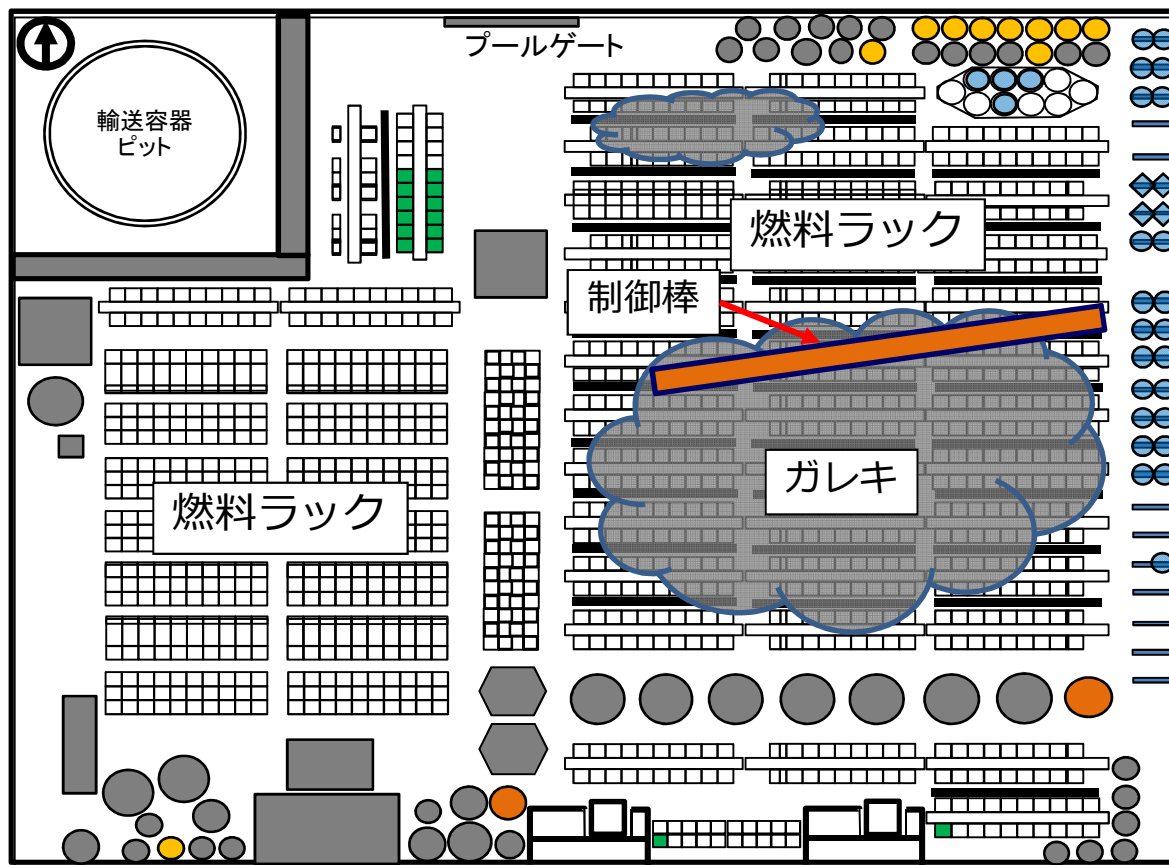 プールゲート
輸送容器
ピット
燃料ラック
制御棒
ガレキ
燃料ラック